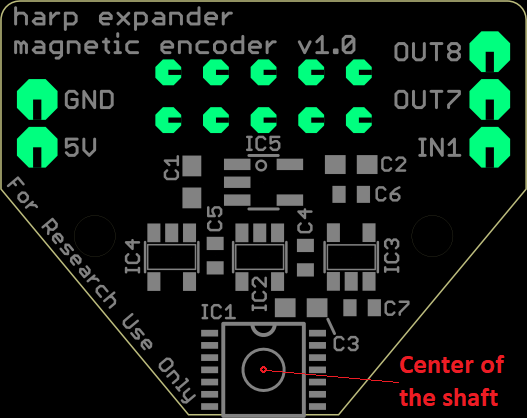 harp expander
magnetic encoder v1.0
OUT8
GND
OUT7
5V
IN1
IC5
C1
C2
C6
For Research Use Only
C5
C4
IC4
IC2
IC3
IC1
C7
C3
Center of
the shaft